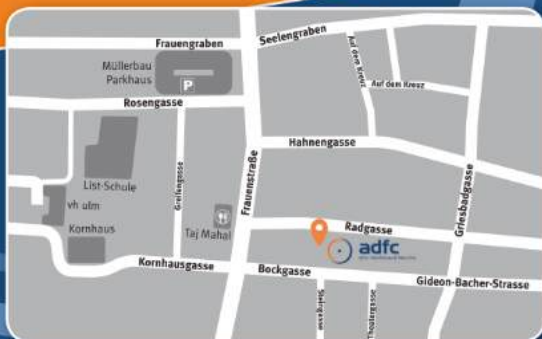 Frauengraben
Seelengraben
Müllerbau
Parkhaus
P
Auf dem Kreuz
Auf dem Kreuz
Rosengasse
Hahnengasse
List-Schule
Greifengasse
Frauenstraße
Griesbadgasse
vh ulm
Kornhaus
Taj Mahal
Radgasse
adfc
Kornhausgasse
Bockgasse
Gideon-Bacher-Strasse
Sterngasse
Theatergasse